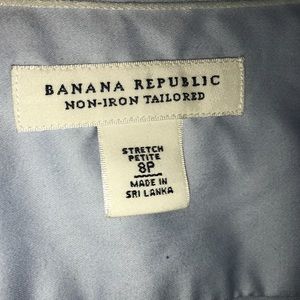 BANANA REPUBLIC
NON-IRON TAILORED
STRETCH
PETITE
8P
MADE IN
SRI LANKA